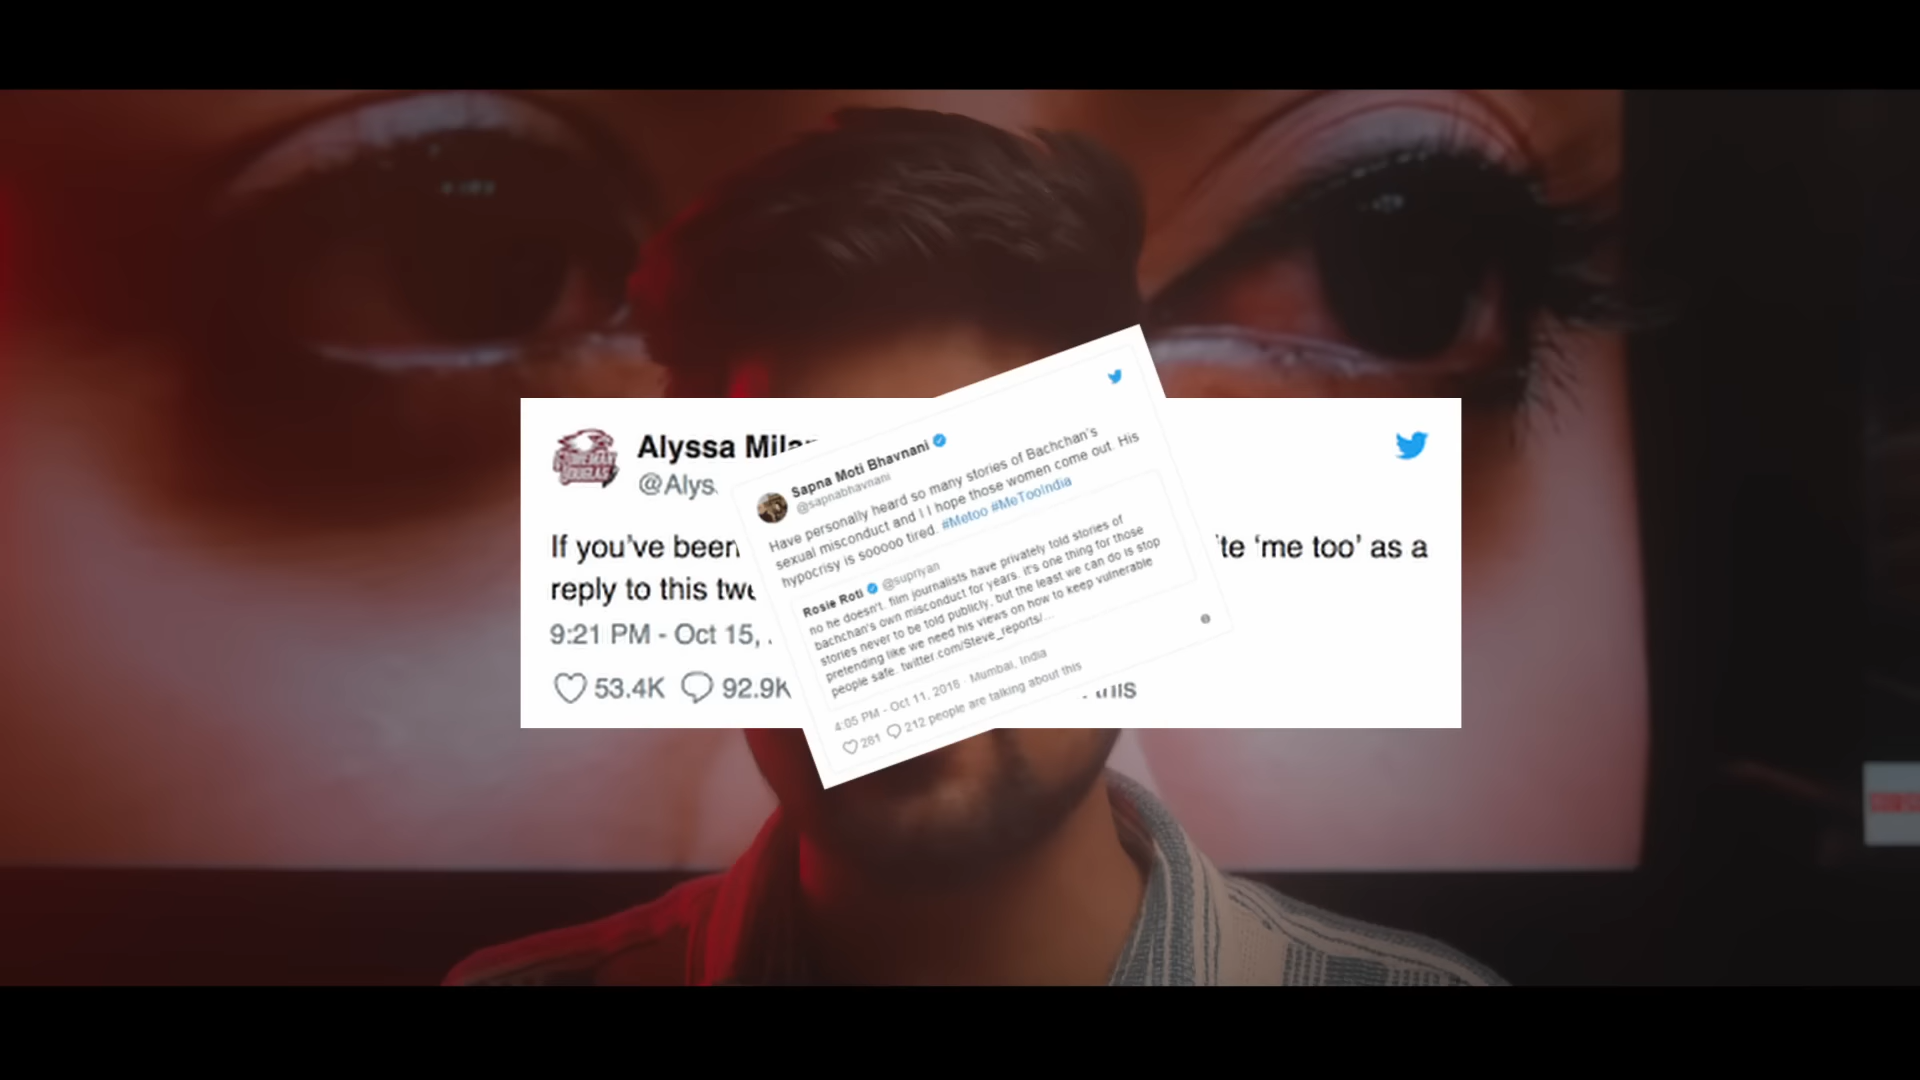 Alyssa
@Alys
If you've been
te 'me too' as a
reply to this
9:21 PM - Oct 15,
53.4K 92.9K
Sapna Moti Bhavnani
@sapnabhavnani
Have personally heard so many stories of Bachchan's
sexual misconduct and I I hope those women come out. His
hypocrisy is sooooo tired. #Metoo #MeTooIndia
Rosie Roti @supriyan
no he doesn't. film journalists have privately told stories of
bachchan's own misconduct for years. it's one thing for those
stories never to be told publicly, but the least we can do is stop
pretending like we need his views on how to keep vulnerable
people safe. twitter.com/Steve_reports/...
4:05 PM - Oct 11, 2018 · Mumbai, India
281 212 people are talking about this